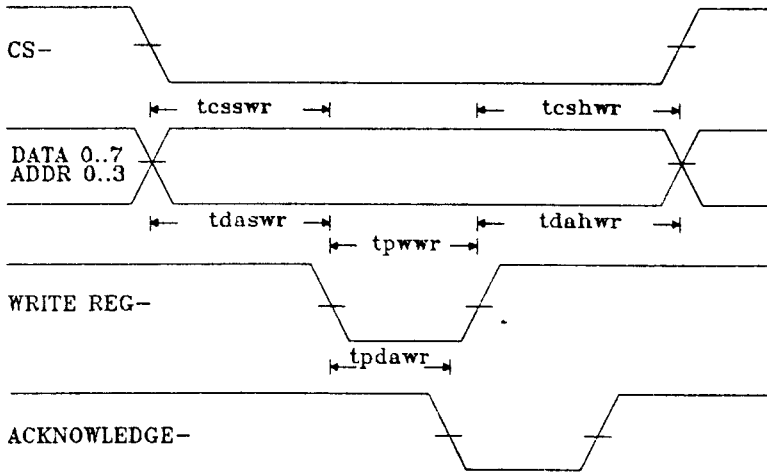 CS-
tcsswr tcshwr
DATA 0..7
ADDR 0..3
tdaswr tpwwr tdahwr
WRITE REG-
tpdawr
ACKNOWLEDGE-